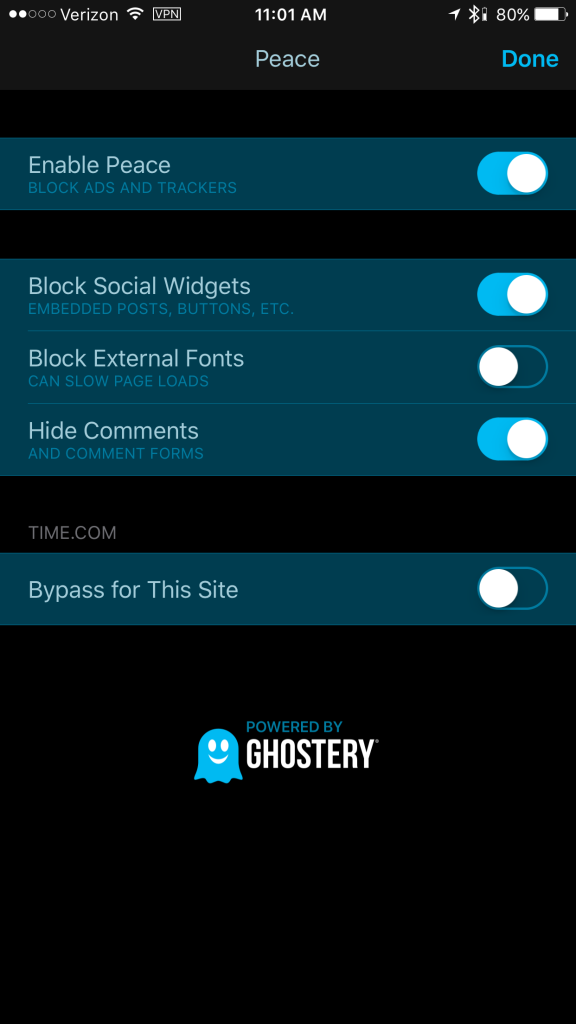 Verizon VPN 11:01 AM 80%
Peace Done
Enable Peace
BLOCK ADS AND TRACKERS
Block Social Widgets
EMBEDDED POSTS, BUTTONS, ETC.
Block External Fonts
CAN SLOW PAGE LOADS
Hide Comments
AND COMMENT FORMS
TIME.COM
Bypass for This Site
POWERED BY
GHOSTERY